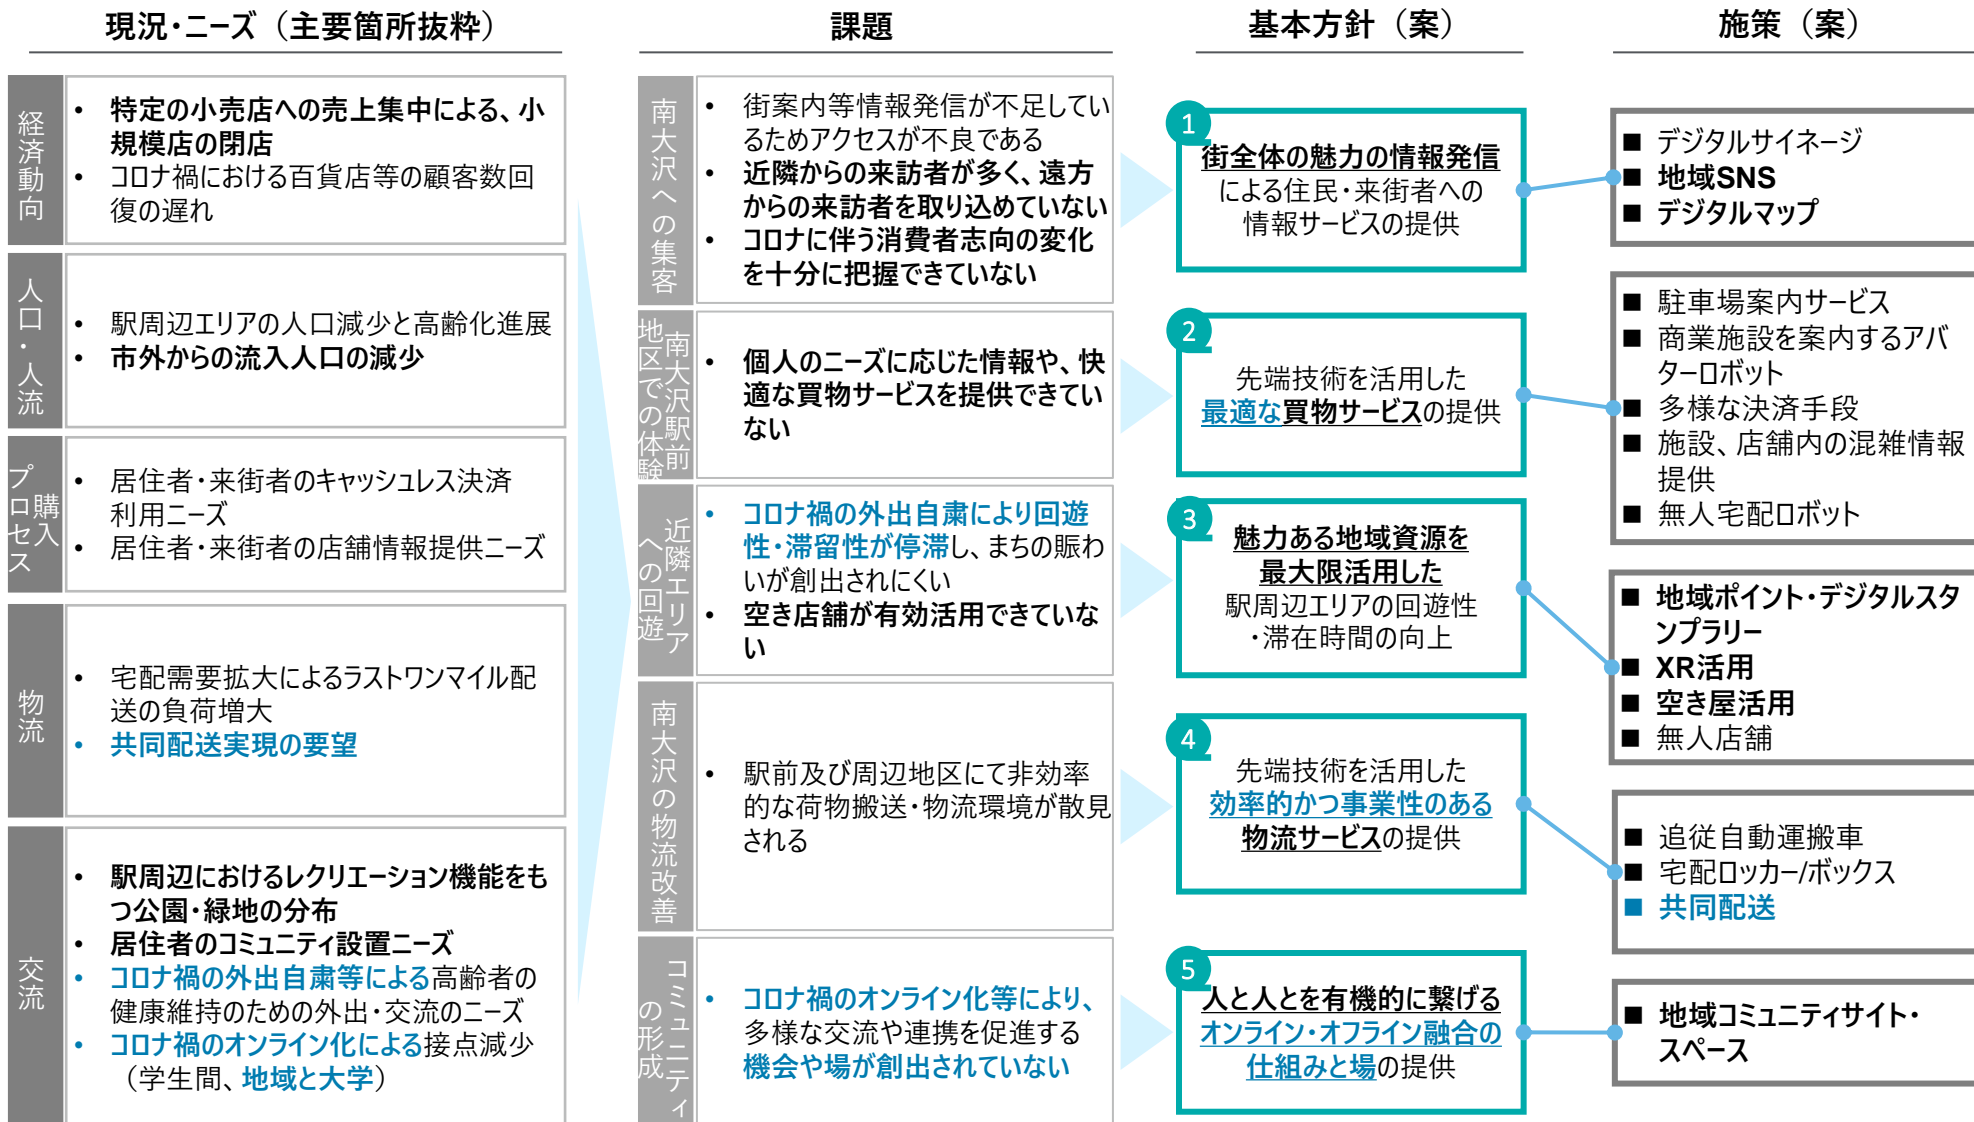 現況・ニーズ（主要箇所抜粋）
経済動向
• 特定の小売店への売上集中による、小
規模店の閉店
• コロナ禍における百貨店等の顧客数回
復の遅れ
人口・人流
• 駅周辺エリアの人口減少と高齢化進展
• 市外からの流入人口の減少
購入
プロセス
• 居住者・来街者のキャッシュレス決済
利用ニーズ
• 居住者・来街者の店舗情報提供ニーズ
物流
• 宅配需要拡大によるラストワンマイル配
送の負荷増大
• 共同配送実現の要望
交流
• 駅周辺におけるレクリエーション機能をも
つ公園・緑地の分布
• 居住者のコミュニティ設置ニーズ
• コロナ禍の外出自粛等による高齢者の
健康維持のための外出・交流のニーズ
• コロナ禍のオンライン化による接点減少
（学生間、地域と大学）
課題
南大沢への集客
• 街案内等情報発信が不足してい
るためアクセスが不良である
• 近隣からの来訪者が多く、遠方
からの来訪者を取り込めていない
• コロナに伴う消費者志向の変化
を十分に把握できていない
南大沢駅前
地区での体験
• 個人のニーズに応じた情報や、快
適な買物サービスを提供できてい
ない
近隣エリア
への回遊
• コロナ禍の外出自粛により回遊
性・滞留性が停滞し、まちの賑わ
いが創出されにくい
• 空き店舗が有効活用できていな
い
南大沢の物流改善
• 駅前及び周辺地区にて非効率
的な荷物搬送・物流環境が散見
される
コミュニティ
の形成
• コロナ禍のオンライン化等により、
多様な交流や連携を促進する
機会や場が創出されていない
基本方針（案）
1
街全体の魅力の情報発信
による住民・来街者への
情報サービスの提供
2
先端技術を活用した
最適な買物サービスの提供
3
魅力ある地域資源を
最大限活用した
駅周辺エリアの回遊性
・滞在時間の向上
4
先端技術を活用した
効率的かつ事業性のある
物流サービスの提供
5
人と人とを有機的に繋げる
オンライン・オフライン融合の
仕組みと場の提供
施策（案）
■ デジタルサイネージ
■ 地域SNS
■ デジタルマップ
■ 駐車場案内サービス
■ 商業施設を案内するアバ
ターロボット
■ 多様な決済手段
■ 施設、店舗内の混雑情報
提供
■ 無人宅配ロボット
■ 地域ポイント・デジタルスタ
ンプラリー
■ XR活用
■ 空き屋活用
■ 無人店舗
■ 追従自動運搬車
■ 宅配ロッカー/ボックス
■ 共同配送
■ 地域コミュニティサイト・
スペース